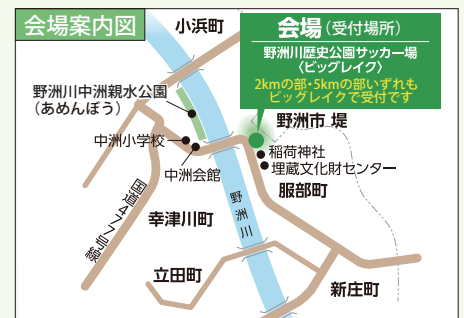 会場案内図
小浜町
会場(受付場所)
野洲川歴史公園サッカー場
〈ビッグレイク〉
2kmの部・5kmの部いずれも
ビッグレイクで受付です
野洲川中洲親水公園
(あめんぼう)
野洲市 堤
中洲小学校
稲荷神社
中洲会館
埋蔵文化財センター
服部町
国道477号線
野洲川
幸津川町
立田町
新庄町